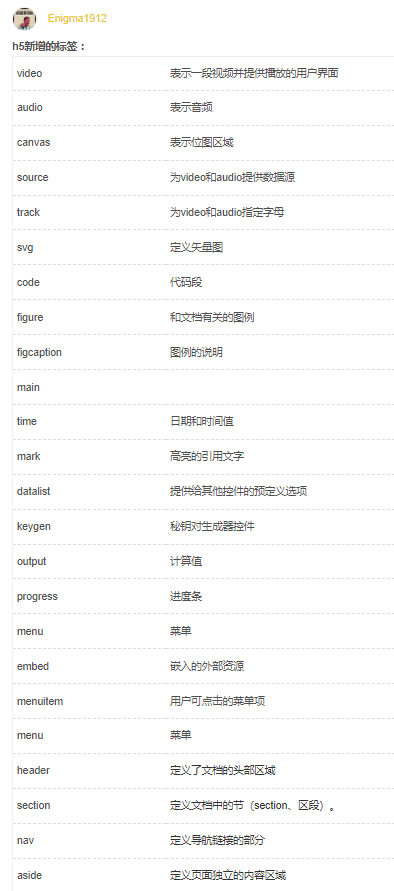 Enigma1912
h5新增的标签：
video 表示一段视频并提供播放的用户界面
audio 表示音频
canvas 表示位图区域
source 为video和audio提供数据源
track 为video和audio指定字母
svg 定义矢量图
code 代码段
figure 和文档有关的图例
figcaption 图例的说明
main
time 日期和时间值
mark 高亮的引用文字
datalist 提供给其他控件的预定义选项
keygen 秘钥对生成器控件
output 计算值
progress 进度条
menu 菜单
embed 嵌入的外部资源
menuitem 用户可点击的菜单项
menu 菜单
header 定义了文档的头部区域
section 定义文档中的节（section、区段）。
nav 定义导航链接的部分
aside 定义页面独立的内容区域